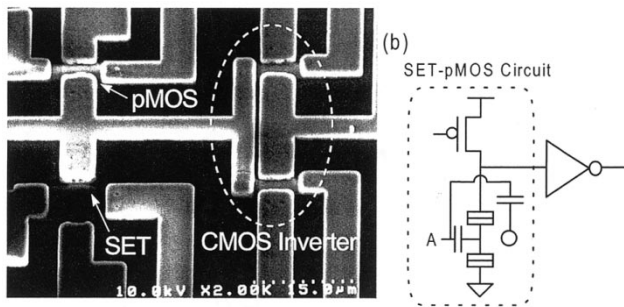 pMOS
SET
CMOS Inverter
10.0kV X2.00K 15.0μm
(b)
SET-pMOS Circuit
A